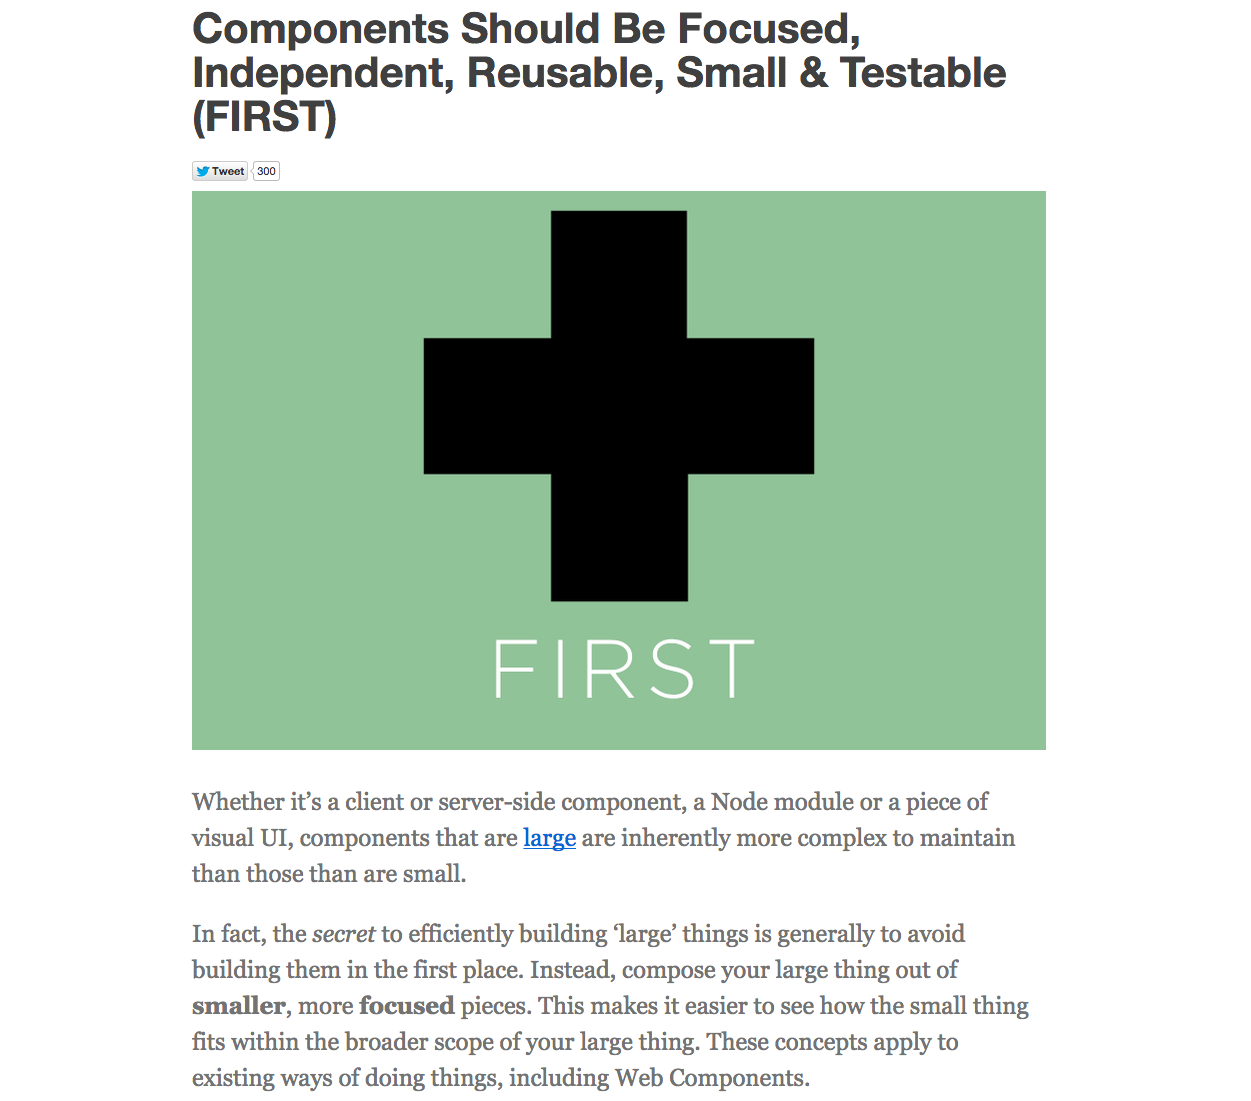 Components Should Be Focused,
Independent, Reusable, Small & Testable
(FIRST)
Tweet 300
FIRST
Whether it’s a client or server-side component, a Node module or a piece of
visual UI, components that are large are inherently more complex to maintain
than those than are small.
In fact, the secret to efficiently building ‘large’ things is generally to avoid
building them in the first place. Instead, compose your large thing out of
smaller, more focused pieces. This makes it easier to see how the small thing
fits within the broader scope of your large thing. These concepts apply to
existing ways of doing things, including Web Components.